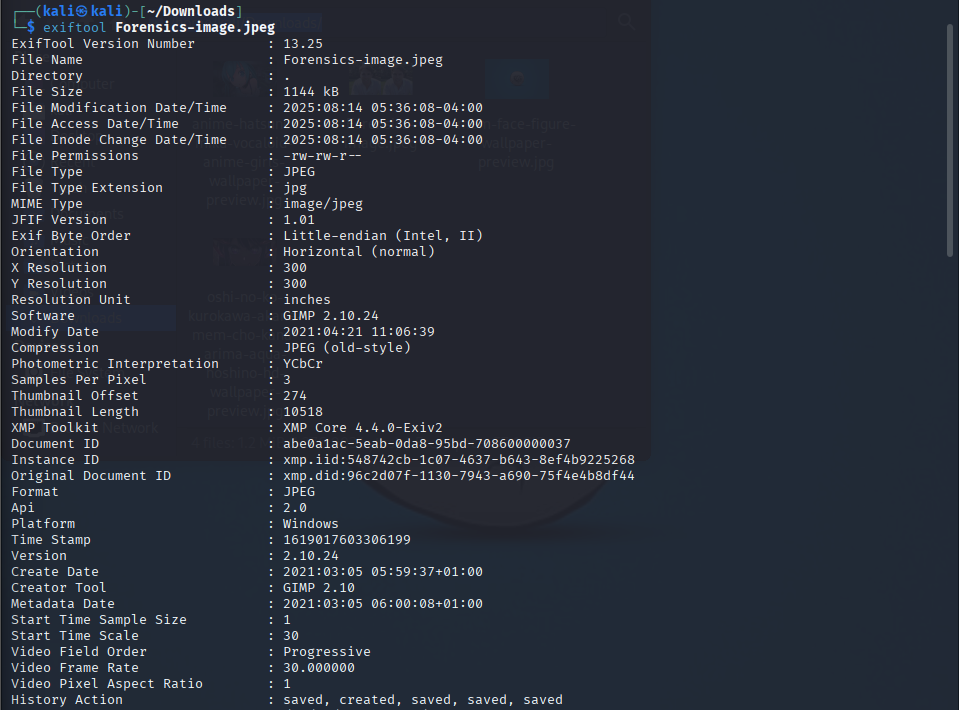 ┌──(kali㉿kali)-[~/Downloads]
└─$ exiftool Forensics-image.jpeg
ExifTool Version Number : 13.25
File Name : Forensics-image.jpeg
Directory : .
File Size : 1144 kB
File Modification Date/Time : 2025:08:14 05:36:08-04:00
File Access Date/Time : 2025:08:14 05:36:08-04:00
File Inode Change Date/Time : 2025:08:14 05:36:08-04:00
File Permissions : -rw-rw-r--
File Type : JPEG
File Type Extension : jpg
MIME Type : image/jpeg
JFIF Version : 1.01
Exif Byte Order : Little-endian (Intel, II)
Orientation : Horizontal (normal)
X Resolution : 300
Y Resolution : 300
Resolution Unit : inches
Software : GIMP 2.10.24
Modify Date : 2021:04:21 11:06:39
Compression : JPEG (old-style)
Photometric Interpretation : YCbCr
Samples Per Pixel : 3
Thumbnail Offset : 274
Thumbnail Length : 10518
XMP Toolkit : XMP Core 4.4.0-Exiv2
Document ID : abe0a1ac-5eab-0da8-95bd-708600000037
Instance ID : xmp.iid:548742cb-1c07-4637-b643-8ef4b9225268
Original Document ID : xmp.did:96c2d07f-1130-7943-a690-75f4e4b8df44
Format : JPEG
Api : 2.0
Platform : Windows
Time Stamp : 1619017603306199
Version : 2.10.24
Create Date : 2021:03:05 05:59:37+01:00
Creator Tool : GIMP 2.10
Metadata Date : 2021:03:05 06:00:08+01:00
Start Time Sample Size : 1
Start Time Scale : 30
Video Field Order : Progressive
Video Frame Rate : 30.000000
Video Pixel Aspect Ratio : 1
History Action : saved, created, saved, saved, saved